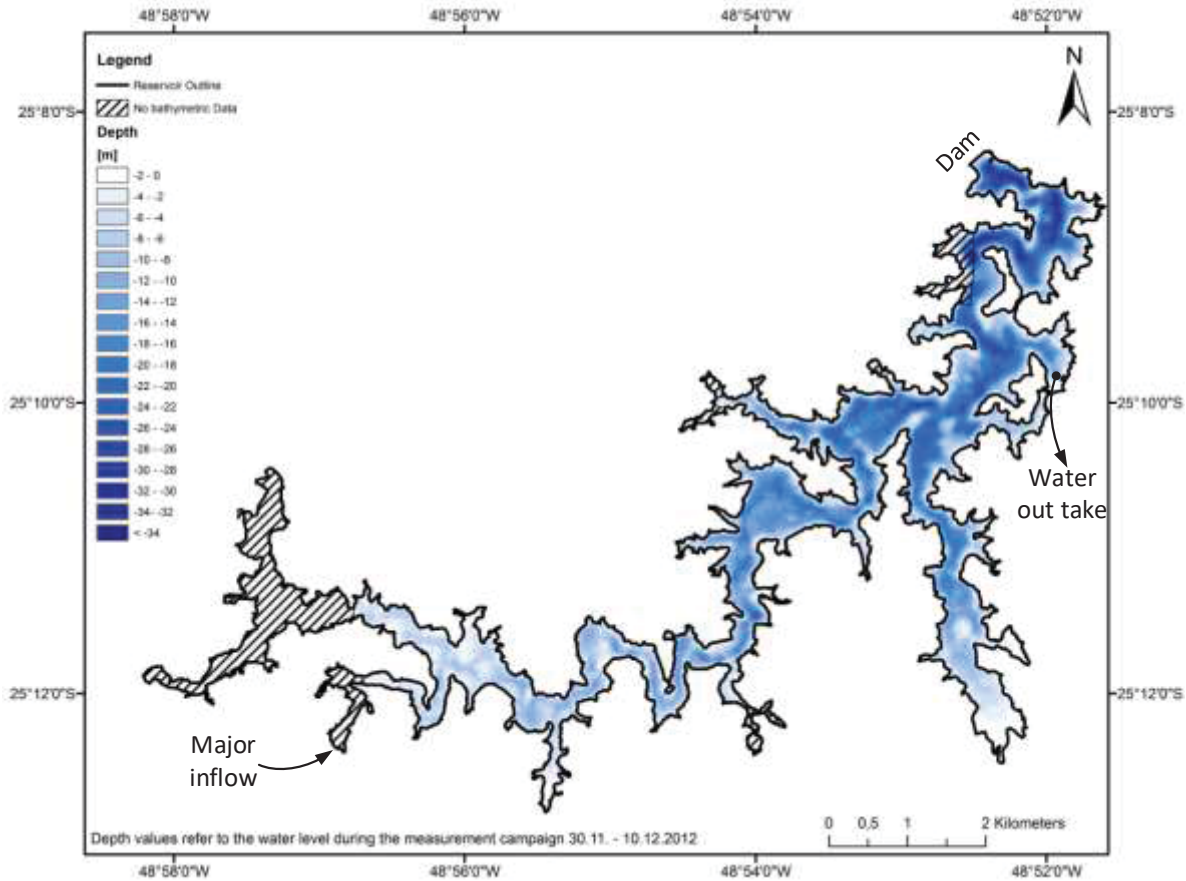 48°58'0"W 48°56'0"W 48°54'0"W 48°52'0"W
Legend
Reservoir Outline
No bathymetric Data
Depth
[m]
-2 - 0
-4 - -2
-6 - -4
-8 - -6
-10 - -8
-12 - -10
-14 - -12
-16 - -14
-18 - -16
-20 - -18
-22 - -20
-24 - -22
-26 - -24
-28 - -26
-30 - -28
-32 - -30
-34 - -32
< -34
N
25°8'0"S 25°8'0"S
Dam
25°10'0"S 25°10'0"S
Water
out take
25°12'0"S 25°12'0"S
Major
inflow
0 0,5 1 2 Kilometers
Depth values refer to the water level during the measurement campaign 30.11. - 10.12.2012
48°58'0"W 48°56'0"W 48°54'0"W 48°52'0"W